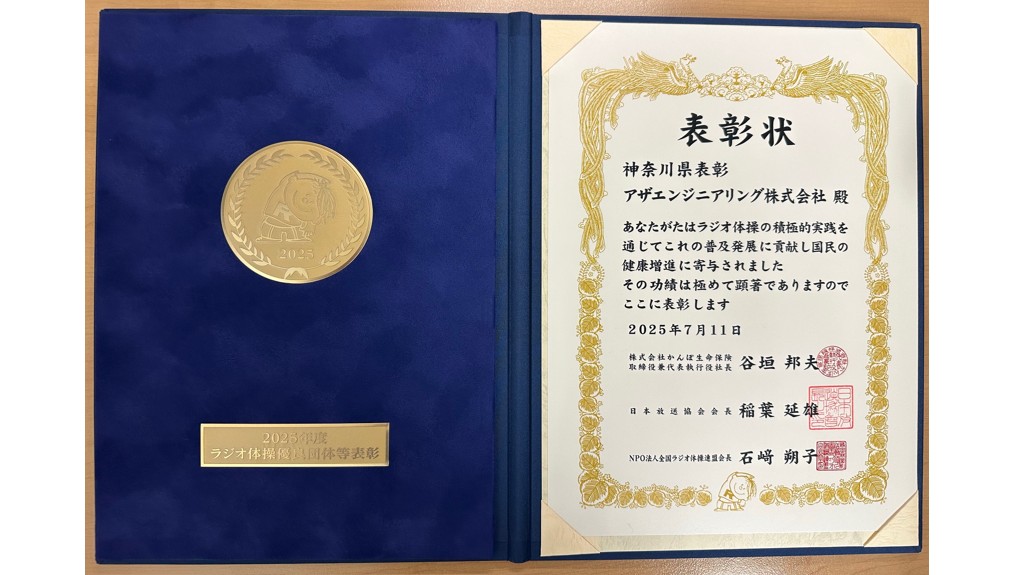 2025
2025年度
ラジオ体操優良団体等表彰
表彰状
神奈川県表彰
アザエンジニアリング株式会社 殿
あなたがたはラジオ体操の積極的実践を
通じてこれの普及発展に貢献し国民の
健康増進に寄与されました
その功績は極めて顕著でありますので
ここに表彰します
2025年7月11日
株式会社かんぽ生命保険
取締役兼代表執行役社長 谷垣 邦夫
日本放送協会会長 稲葉 延雄
NPO法人全国ラジオ体操連盟会長 石﨑 朔子